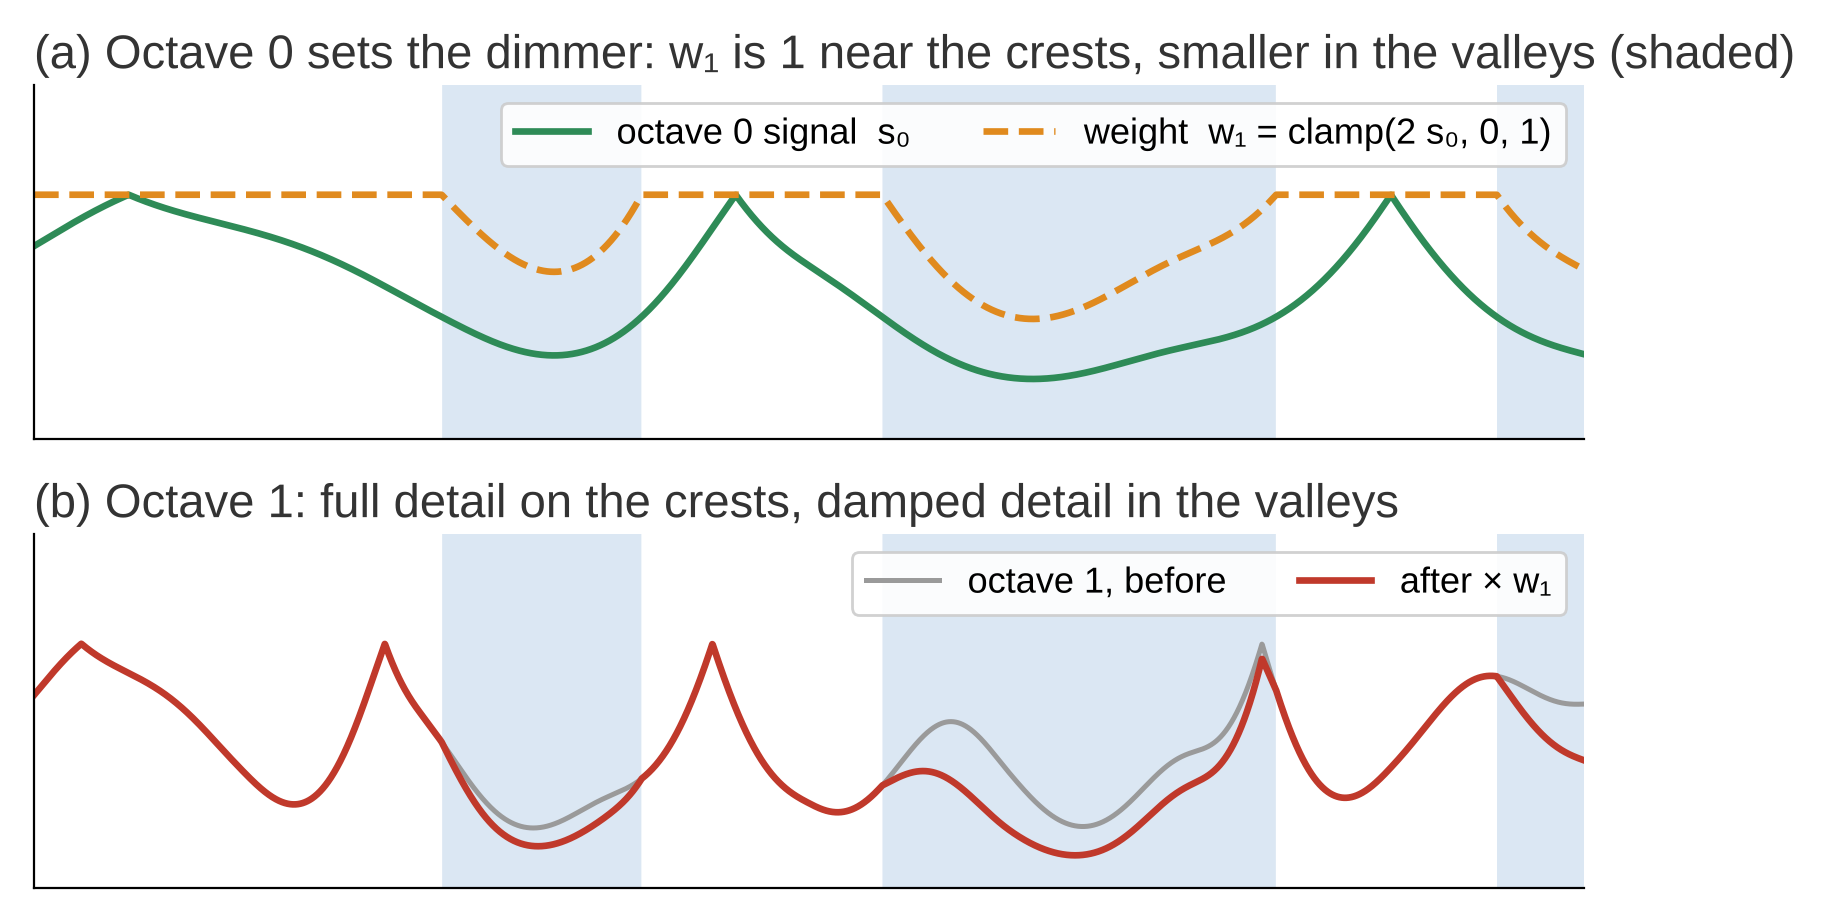 (a) Octave 0 sets the dimmer: w₁ is 1 near the crests, smaller in the valleys (shaded)
octave 0 signal s₀
weight w₁ = clamp(2 s₀, 0, 1)
(b) Octave 1: full detail on the crests, damped detail in the valleys
octave 1, before
after × w₁